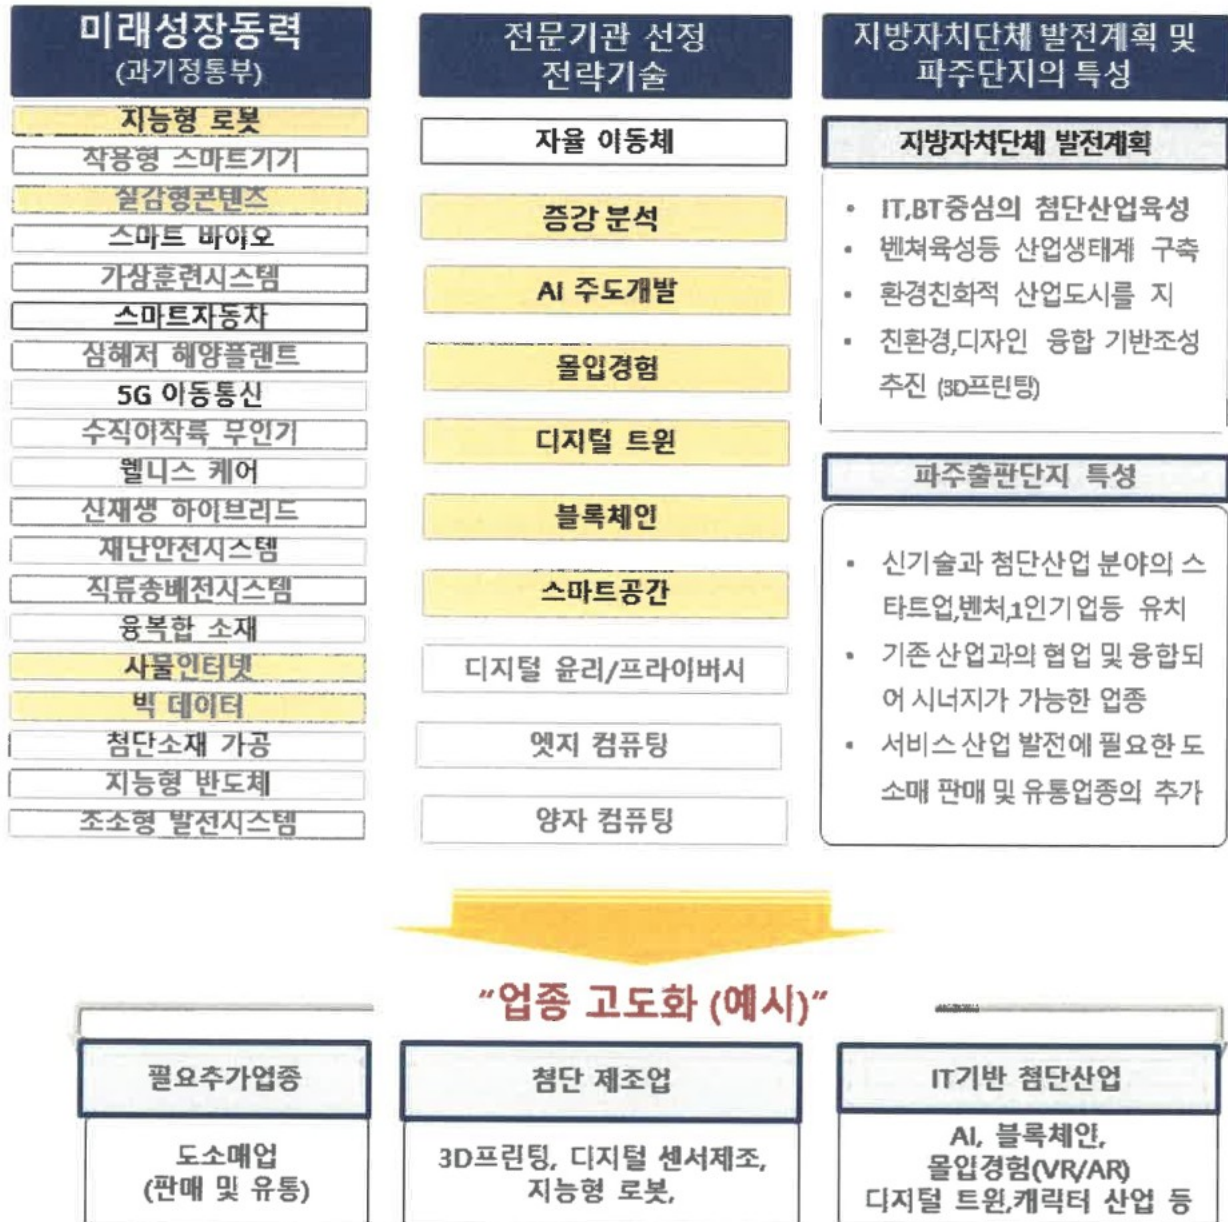 미래성장동력
(과기정통부)
지능형 로봇
착용형 스마트기기
실감형콘텐츠
스마트 바이오
가상훈련시스템
스마트자동차
심해저 해양플랜트
5G 이동통신
수직이착륙 무인기
웰니스 케어
신재생 하이브리드
재난안전시스템
직류송배전시스템
융복합 소재
사물인터넷
빅 데이터
첨단소재 가공
지능형 반도체
초소형 발전시스템
전문기관 선정
전략기술
자율 이동체
증강 분석
AI 주도개발
몰입경험
디지털 트윈
블록체인
스마트공간
디지털 윤리/프라이버시
엣지 컴퓨팅
양자 컴퓨팅
지방자치단체 발전계획 및
파주단지의 특성
지방자치단체 발전계획
• IT,BT중심의 첨단산업육성
• 벤쳐육성등 산업생태계 구축
• 환경친화적 산업도시를 지
• 친환경,디자인 융합 기반조성
추진 (3D프린팅)
파주출판단지 특성
• 신기술과 첨단산업 분야의 스
타트업,벤처,1인기업등 유치
• 기존 산업과의 협업 및 융합되
어 시너지가 가능한 업종
• 서비스 산업 발전에 필요한 도
소매 판매 및 유통업종의 추가
"업종 고도화 (예시)"
필요추가업종
도소매업
(판매 및 유통)
첨단 제조업
3D프린팅, 디지털 센서제조,
지능형 로봇,
IT기반 첨단산업
AI, 블록체인,
몰입경험(VR/AR)
디지털 트윈,캐릭터 산업 등